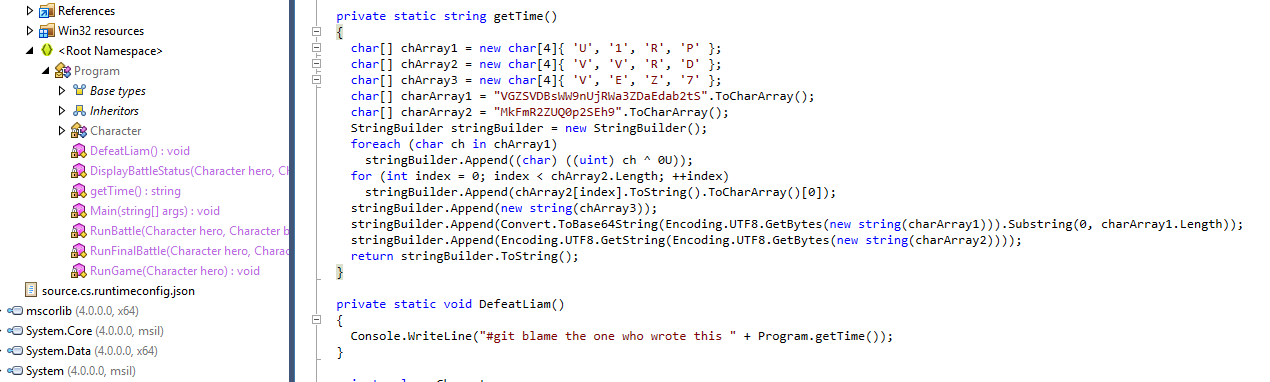 References
Win32 resources
<Root Namespace>
Program
Base types
Inheritors
Character
DefeatLiam() : void
DisplayBattleStatus(Character hero, Ch
getTime() : string
Main(string[] args) : void
RunBattle(Character hero, Character b
RunFinalBattle(Character hero, Charac
RunGame(Character hero) : void
source.cs.runtimeconfig.json
mscorlib (4.0.0.0, x64)
System.Core (4.0.0.0, msil)
System.Data (4.0.0.0, x64)
System (4.0.0.0, msil)
private static string getTime()
{
char[] chArray1 = new char[4]{ 'U', '1', 'R', 'P' };
char[] chArray2 = new char[4]{ 'V', 'V', 'R', 'D' };
char[] chArray3 = new char[4]{ 'V', 'E', 'Z', '7' };
char[] charArray1 = "VGZSVDBsWW9nUjRWa3ZDaEdab2tS".ToCharArray();
char[] charArray2 = "MkFmR2ZUQ0p2SEh9".ToCharArray();
StringBuilder stringBuilder = new StringBuilder();
foreach (char ch in chArray1)
stringBuilder.Append((char) ((uint) ch ^ 0U));
for (int index = 0; index < chArray2.Length; ++index)
stringBuilder.Append(chArray2[index].ToString().ToCharArray()[0]);
stringBuilder.Append(new string(chArray3));
stringBuilder.Append(Convert.ToBase64String(Encoding.UTF8.GetBytes(new string(charArray1))).Substring(0, charArray1.Length));
stringBuilder.Append(Encoding.UTF8.GetString(Encoding.UTF8.GetBytes(new string(charArray2))));
return stringBuilder.ToString();
}
private static void DefeatLiam()
{
Console.WriteLine("#git blame the one who wrote this " + Program.getTime());
}